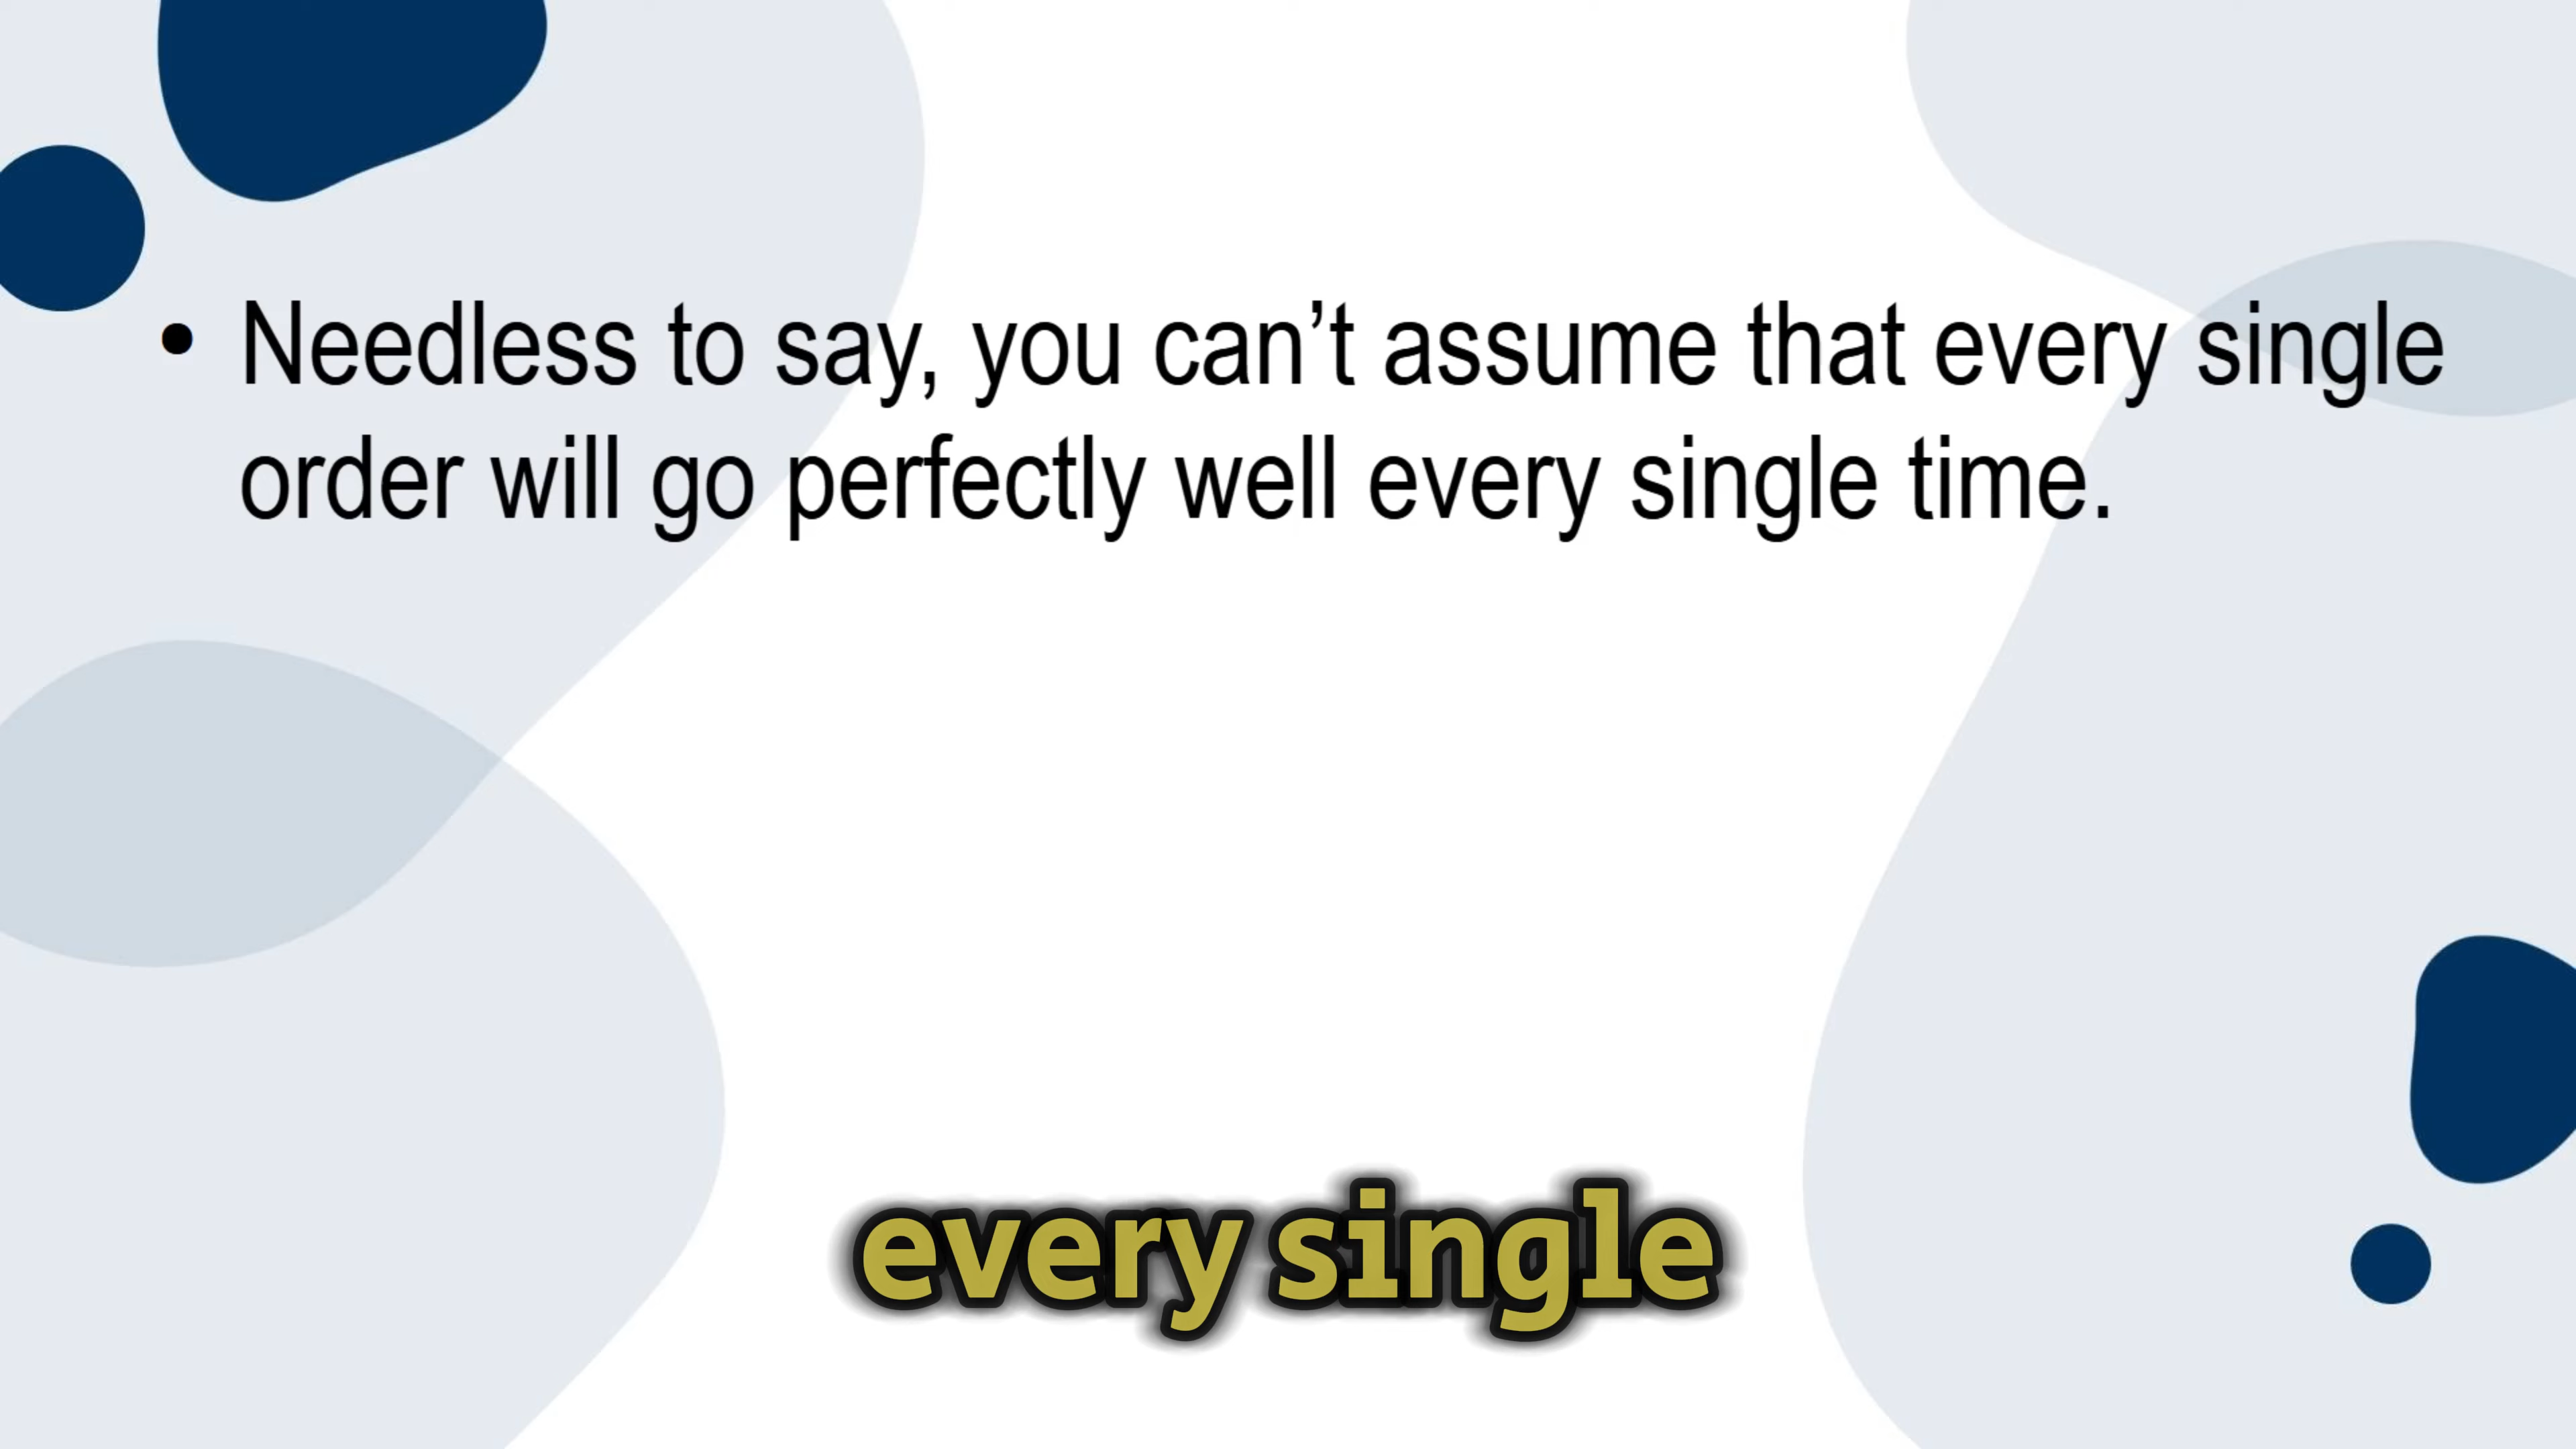 • Needless to say, you can’t assume that every single
order will go perfectly well every single time.
every single